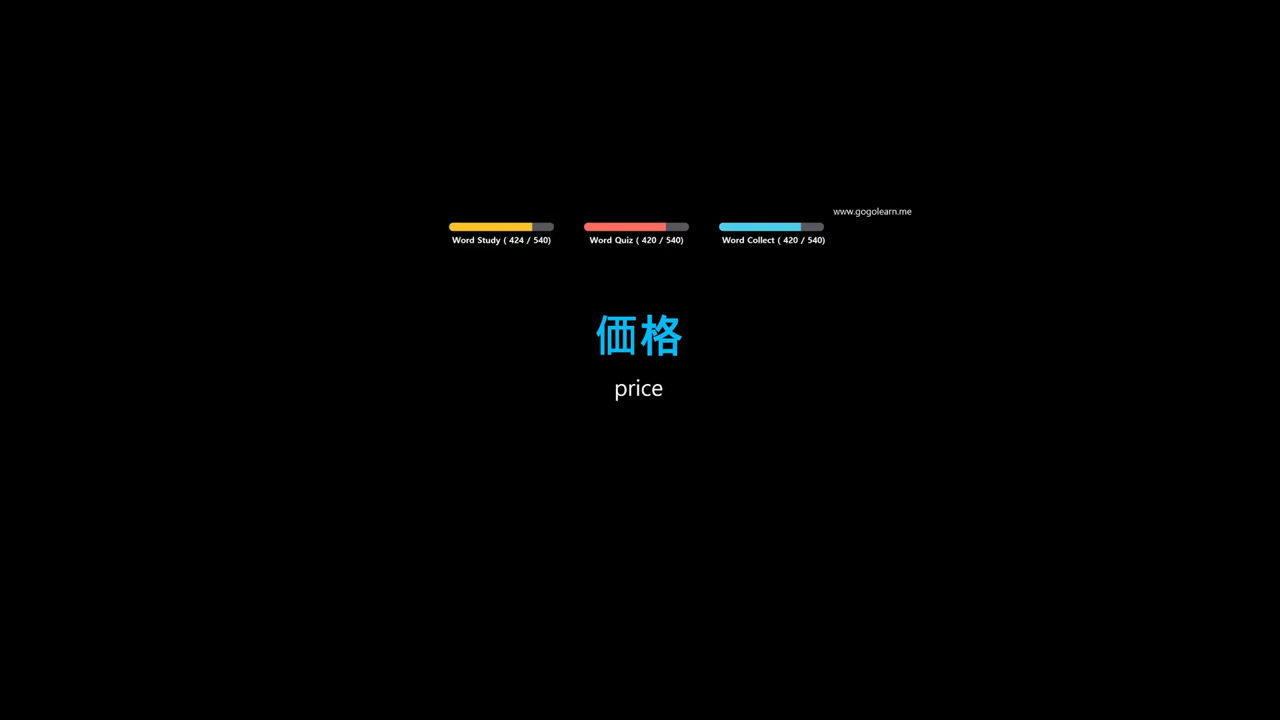 www.gogolearn.me
Word Study ( 424 / 540)
Word Quiz ( 420 / 540)
Word Collect ( 420 / 540)
価格
price